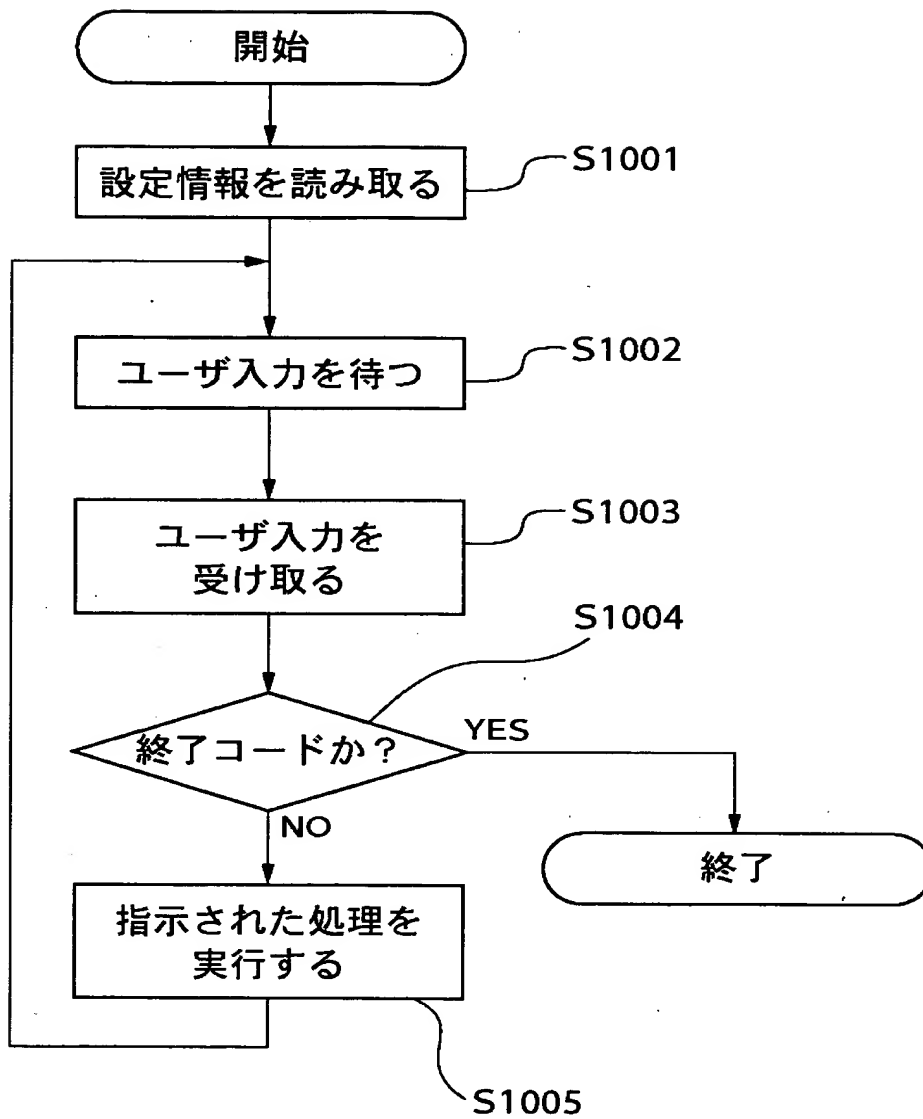 開始
設定情報を読み取る
S1001
ユーザ入力を待つ
S1002
ユーザ入力を
受け取る
S1003
S1004
終了コードか？
YES
NO
終了
指示された処理を
実行する
S1005